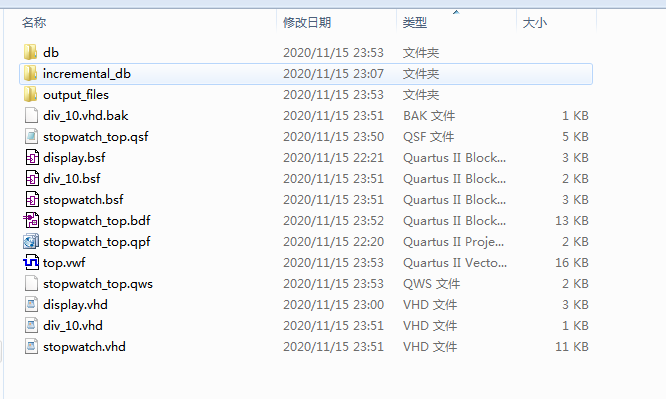 名称 修改日期 类型 大小
db 2020/11/15 23:53 文件夹
incremental_db 2020/11/15 23:07 文件夹
output_files 2020/11/15 23:53 文件夹
div_10.vhd.bak 2020/11/15 23:51 BAK 文件 1 KB
stopwatch_top.qsf 2020/11/15 23:50 QSF 文件 5 KB
display.bsf 2020/11/15 22:21 Quartus II Block... 3 KB
div_10.bsf 2020/11/15 23:51 Quartus II Block... 2 KB
stopwatch.bsf 2020/11/15 23:51 Quartus II Block... 3 KB
stopwatch_top.bdf 2020/11/15 23:52 Quartus II Block... 13 KB
stopwatch_top.qpf 2020/11/15 22:20 Quartus II Proje... 2 KB
top.vwf 2020/11/15 23:53 Quartus II Vecto... 16 KB
stopwatch_top.qws 2020/11/15 23:53 QWS 文件 2 KB
display.vhd 2020/11/15 23:00 VHD 文件 3 KB
div_10.vhd 2020/11/15 23:51 VHD 文件 1 KB
stopwatch.vhd 2020/11/15 23:51 VHD 文件 11 KB